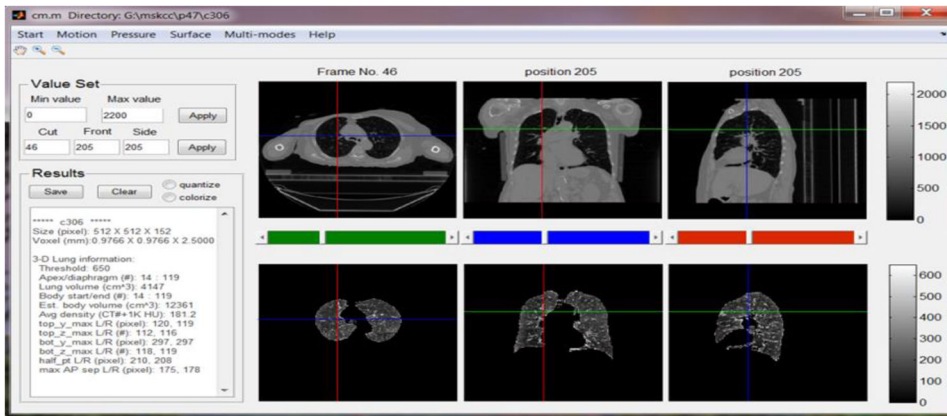 cm.m Directory: G:\mskcc\p47\c306
Start Motion Pressure Surface Multi-modes Help
Value Set
Min value Max value
0 2200 Apply
Cut Front Side
46 205 205 Apply
Results
Save Clear quantize
colorize
***** c306 *****
Size (pixel): 512 X 512 X 152
Voxel (mm):0.9766 X 0.9766 X 2.5000
3-D Lung information:
Threshold: 650
Apex/diaphragm (#): 14 : 119
Lung volume (cm^3): 4147
Body start/end (#): 14 : 119
Est. body volume (cm^3): 12361
Avg density (CT#+1K HU): 181.2
top_y_max L/R (pixel): 120, 119
top_z_max L/R (#): 112, 116
bot_y_max L/R (pixel): 297, 297
bot_z_max L/R (#): 118, 119
half_pt L/R (pixel): 210, 208
max AP sep L/R (pixel): 175, 178
Frame No. 46
position 205
position 205
2000
1500
1000
500
0
600
500
400
300
200
100
0